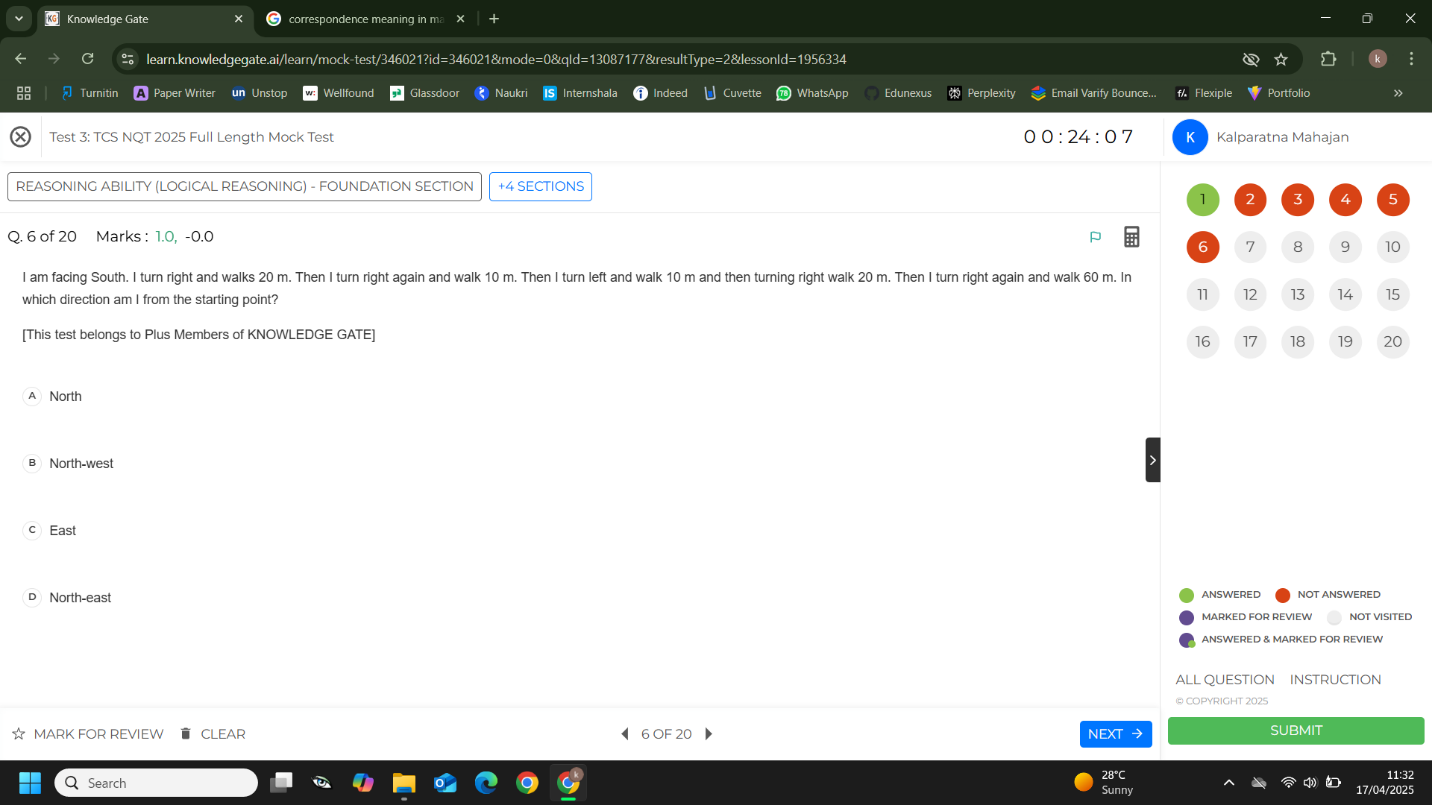 Knowledge Gate
correspondence meaning in ma
learn.knowledgegate.ai/learn/mock-test/346021?id=346021&mode=0&qId=13087177&resultType=2&lessonId=1956334
k
Turnitin A Paper Writer un Unstop w: Wellfound Glassdoor Naukri IS Internshala Indeed Cuvette WhatsApp Edunexus Perplexity Email Varify Bounce... Flexiple Portfolio
Test 3: TCS NQT 2025 Full Length Mock Test 00:24:07 K Kalparatna Mahajan
REASONING ABILITY (LOGICAL REASONING) - FOUNDATION SECTION +4 SECTIONS
Q. 6 of 20 Marks : 1.0, -0.0
I am facing South. I turn right and walks 20 m. Then I turn right again and walk 10 m. Then I turn left and walk 10 m and then turning right walk 20 m. Then I turn right again and walk 60 m. In
which direction am I from the starting point?
[This test belongs to Plus Members of KNOWLEDGE GATE]
A North
B North-west
C East
D North-east
1 2 3 4 5
6 7 8 9 10
11 12 13 14 15
16 17 18 19 20
ANSWERED NOT ANSWERED
MARKED FOR REVIEW NOT VISITED
ANSWERED & MARKED FOR REVIEW
ALL QUESTION INSTRUCTION
© COPYRIGHT 2025
SUBMIT
MARK FOR REVIEW CLEAR 6 OF 20 NEXT
Search
28°C
Sunny
11:32
17/04/2025